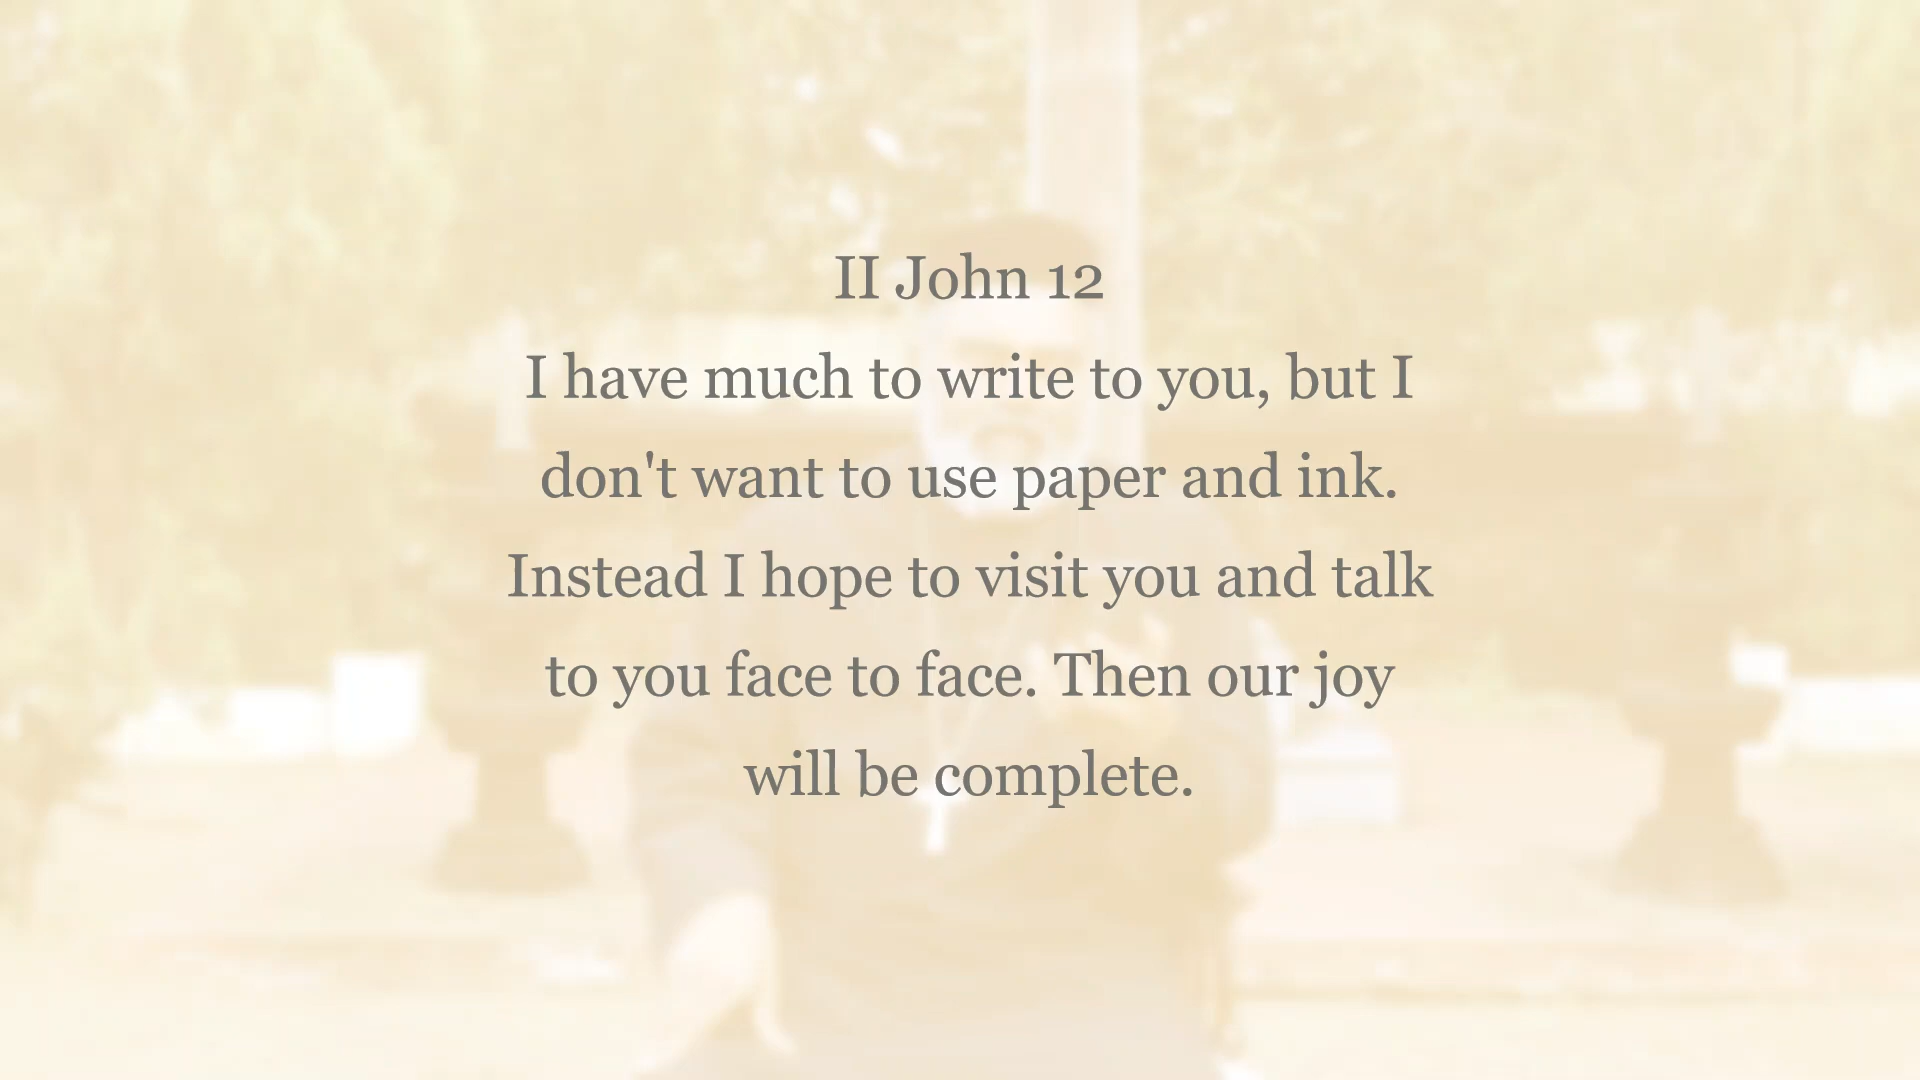 II John 12
I have much to write to you, but I
don't want to use paper and ink.
Instead I hope to visit you and talk
to you face to face. Then our joy
will be complete.